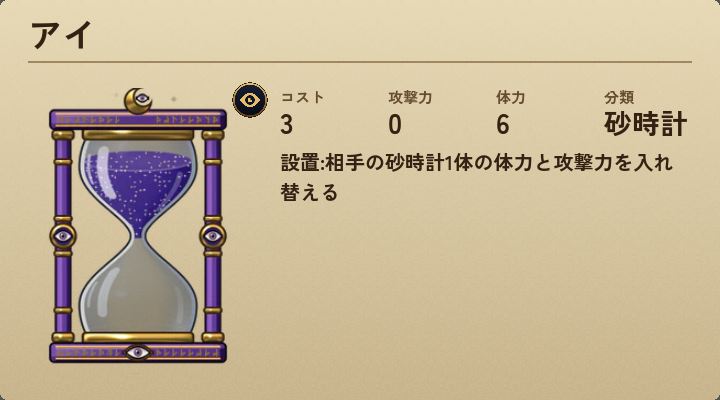 アイ
コスト 攻撃力 体力 分類
3 0 6 砂時計
設置:相手の砂時計1体の体力と攻撃力を入れ
替える